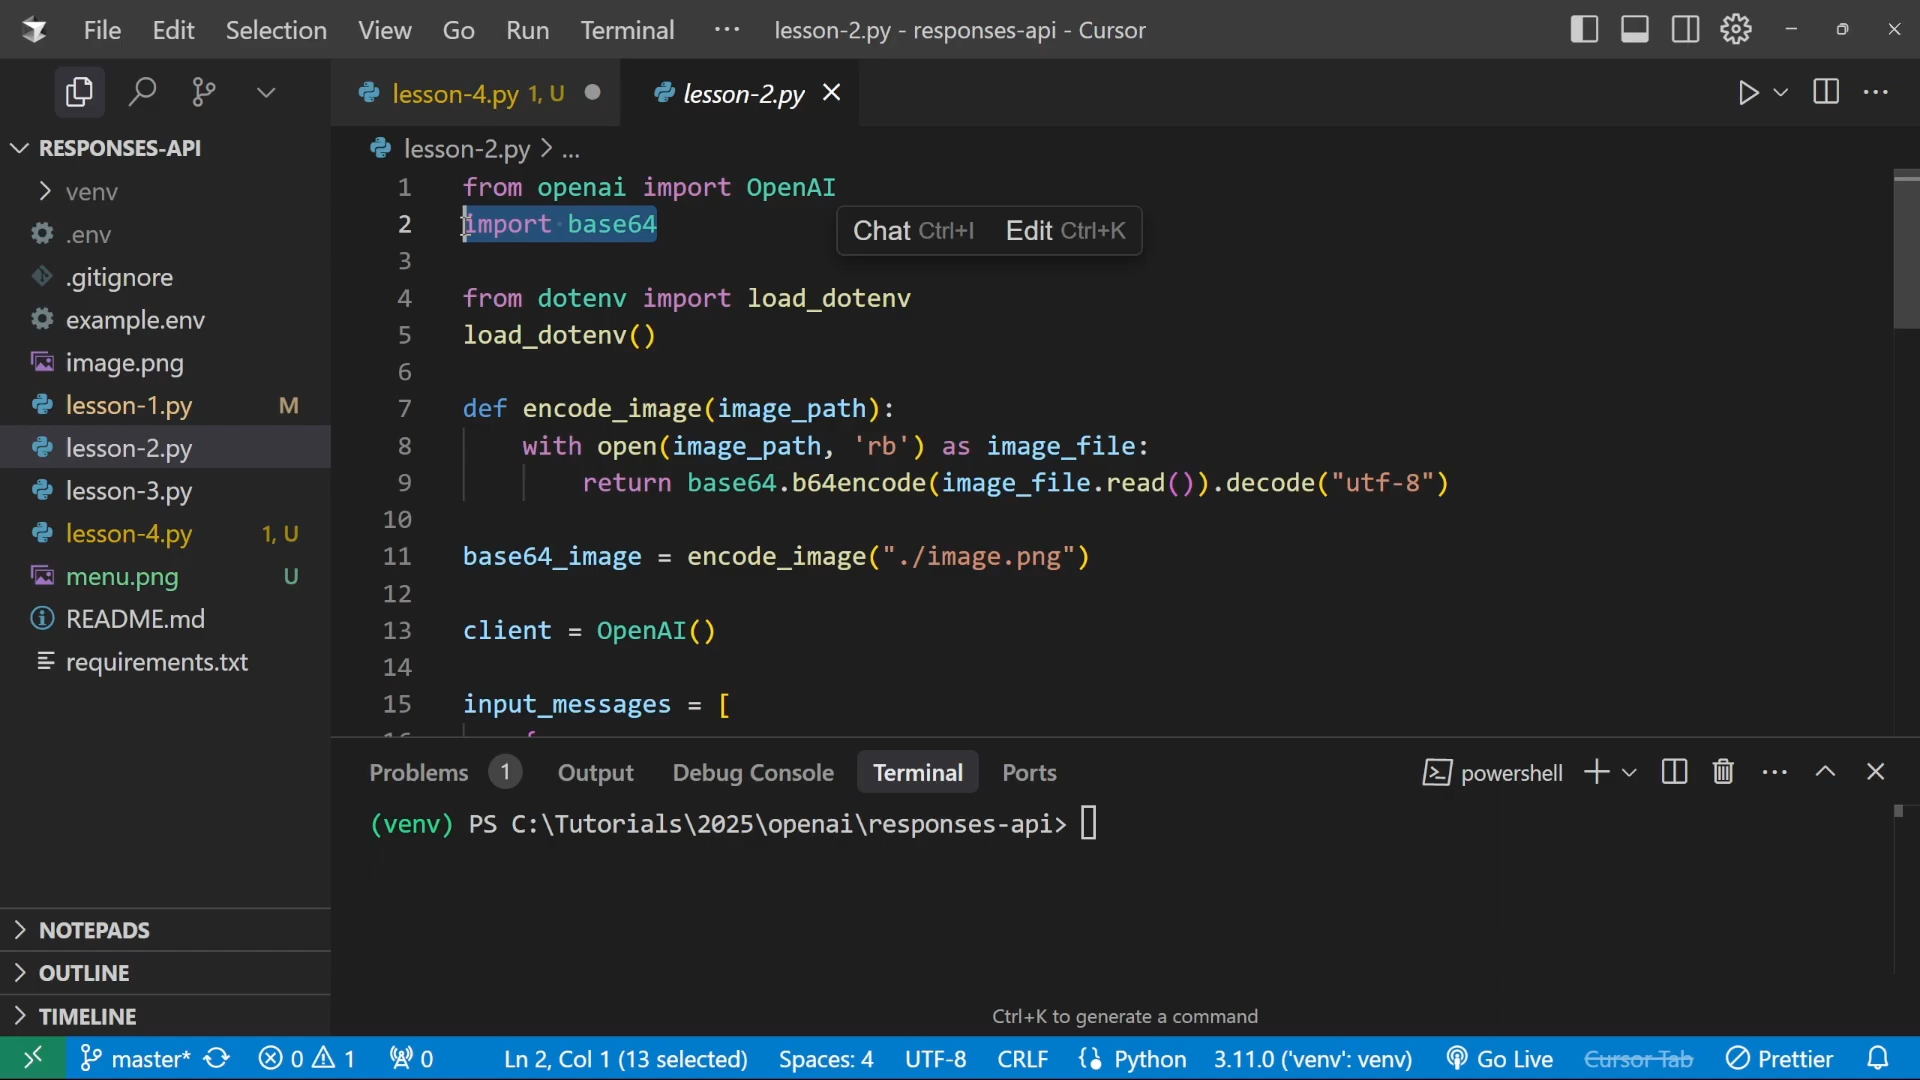 File Edit Selection View Go Run Terminal ··· lesson-2.py - responses-api - Cursor
lesson-4.py 1, U lesson-2.py
RESPONSES-API
venv
.env
.gitignore
example.env
image.png
lesson-1.py M
lesson-2.py
lesson-3.py
lesson-4.py 1, U
menu.png U
README.md
requirements.txt
NOTEPADS
OUTLINE
TIMELINE
lesson-2.py > ...
1 from openai import OpenAI
2 import base64
Chat Ctrl+I Edit Ctrl+K
3
4 from dotenv import load_dotenv
5 load_dotenv()
6
7 def encode_image(image_path):
8 with open(image_path, 'rb') as image_file:
9 return base64.b64encode(image_file.read()).decode("utf-8")
10
11 base64_image = encode_image("./image.png")
12
13 client = OpenAI()
14
15 input_messages = [
Problems 1 Output Debug Console Terminal Ports powershell
(venv) PS C:\Tutorials\2025\openai\responses-api>
Ctrl+K to generate a command
master* 0 1 0 Ln 2, Col 1 (13 selected) Spaces: 4 UTF-8 CRLF Python 3.11.0 ('venv': venv) Go Live Cursor Tab Prettier